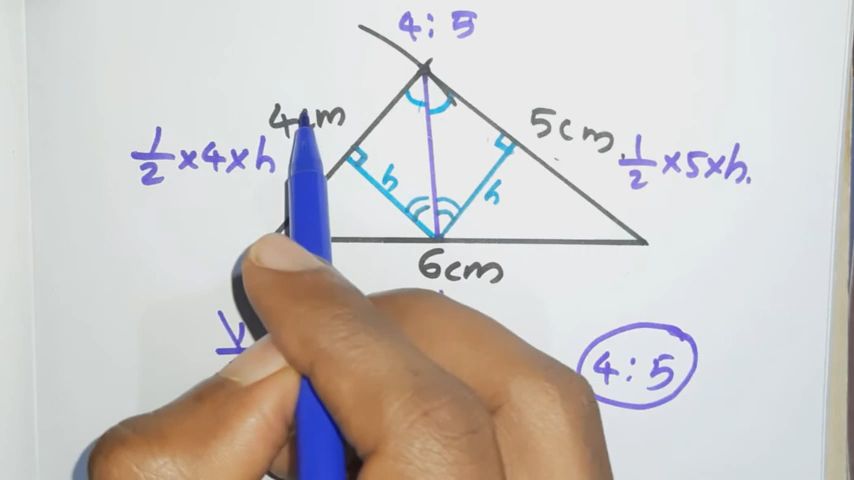 4:5
4cm
5cm
1/2 × 4 × h
1/2 × 5 × h.
h
h
6cm
4:5